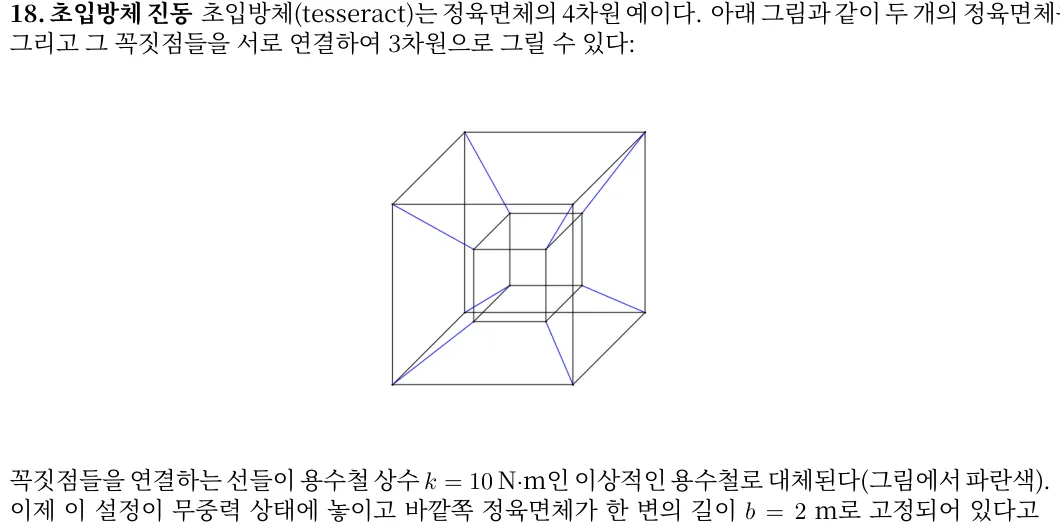 18. 초입방체 진동 초입방체(tesseract)는 정육면체의 4차원 예이다. 아래 그림과 같이 두 개의 정육면체
그리고 그 꼭짓점들을 서로 연결하여 3차원으로 그릴 수 있다:
꼭짓점들을 연결하는 선들이 용수철 상수 k = 10 N·m인 이상적인 용수철로 대체된다(그림에서 파란색).
이제 이 설정이 무중력 상태에 놓이고 바깥쪽 정육면체가 한 변의 길이 b = 2 m로 고정되어 있다고